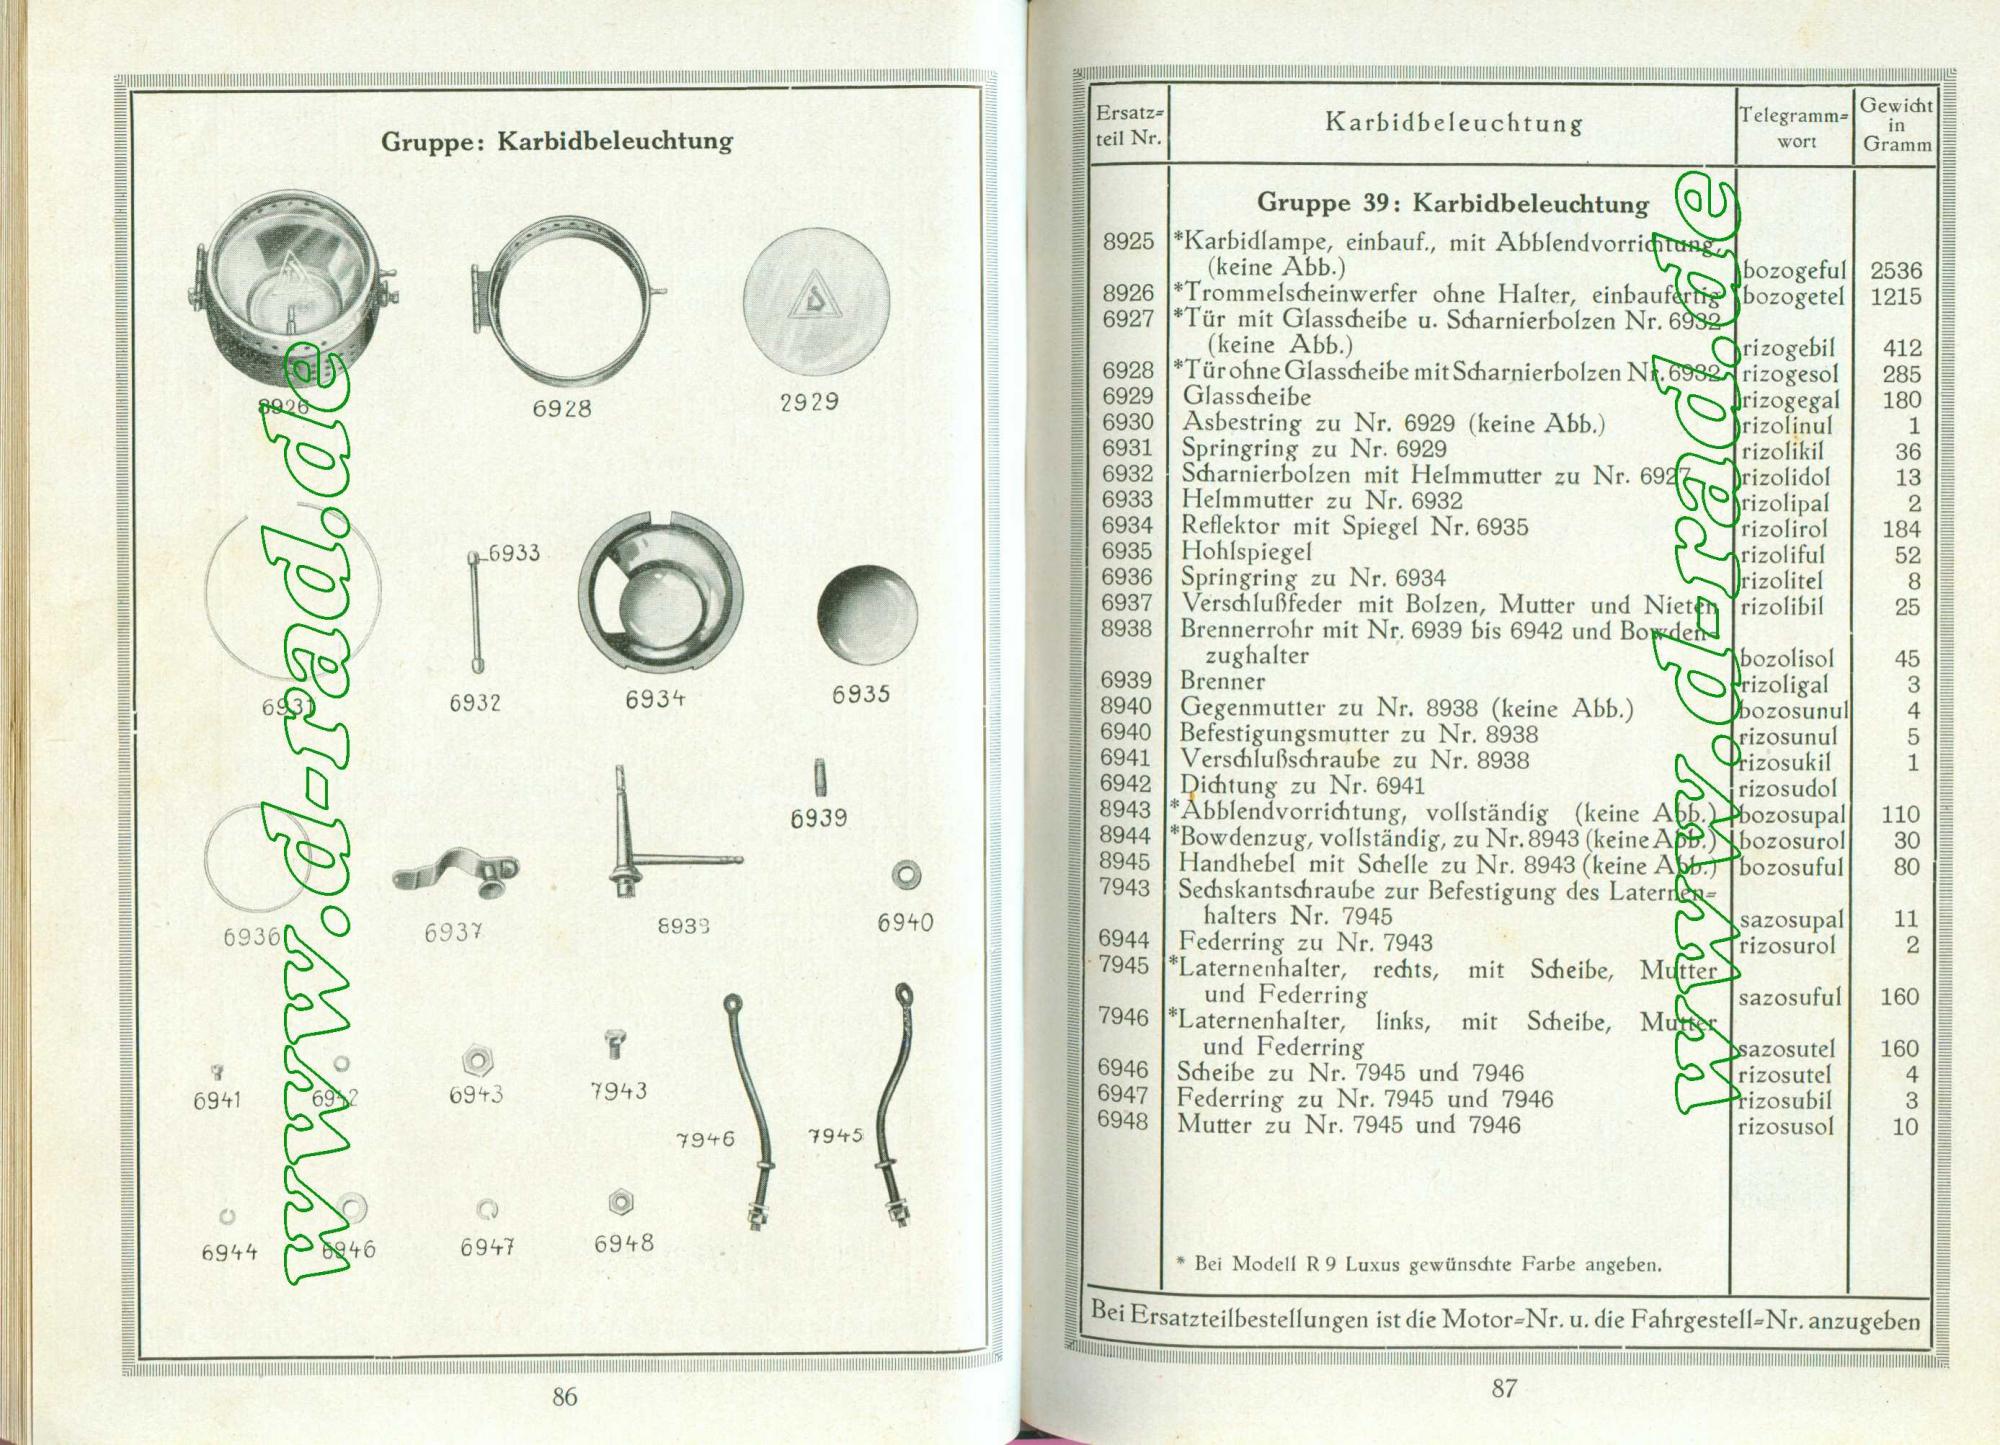 Gruppe: Karbidbeleuchtung
8926
6928
2929
6931
6933
6932
6934
6935
6936
6937
8938
6939
6940
6941
6942
6943
7943
7946
7945
6944
6946
6947
6948
86
www.d-rad.de
Ersatz=
teil Nr.
Karbidbeleuchtung
Telegramm=
wort
Gewicht
in
Gramm
Gruppe 39: Karbidbeleuchtung
8925 *Karbidlampe, einbauf., mit Abblendvorrichtung,
(keine Abb.) bozogeful 2536
8926 *Trommelscheinwerfer ohne Halter, einbaufertig bozogetel 1215
6927 *Tür mit Glasscheibe u. Scharnierbolzen Nr. 6932
(keine Abb.) rizogebil 412
6928 *Tür ohne Glasscheibe mit Scharnierbolzen Nr. 6932 rizogesol 285
6929 Glasscheibe rizogegal 180
6930 Asbestring zu Nr. 6929 (keine Abb.) rizolinul 1
6931 Springring zu Nr. 6929 rizolikil 36
6932 Scharnierbolzen mit Helmmutter zu Nr. 6927 rizolidol 13
6933 Helmmutter zu Nr. 6932 rizolipal 2
6934 Reflektor mit Spiegel Nr. 6935 rizolirol 184
6935 Hohlspiegel rizoliful 52
6936 Springring zu Nr. 6934 rizolitel 8
6937 Verschlußfeder mit Bolzen, Mutter und Nieten rizolibil 25
8938 Brennerrohr mit Nr. 6939 bis 6942 und Bowden=
zughalter bozolisol 45
6939 Brenner rizoligal 3
8940 Gegenmutter zu Nr. 8938 (keine Abb.) bozosunul 4
6940 Befestigungsmutter zu Nr. 8938 rizosunul 5
6941 Verschlußschraube zu Nr. 8938 rizosukil 1
6942 Dichtung zu Nr. 6941 rizosudol
8943 *Abblendvorrichtung, vollständig (keine Abb.) bozosupal 110
8944 *Bowdenzug, vollständig, zu Nr. 8943 (keine Abb.) bozosurol 30
8945 Handhebel mit Schelle zu Nr. 8943 (keine Abb.) bozosuful 80
7943 Sechskantschraube zur Befestigung des Laternen=
halters Nr. 7945 sazosupal 11
6944 Federring zu Nr. 7943 rizosurol 2
7945 *Laternenhalter, rechts, mit Scheibe, Mutter
und Federring sazosuful 160
7946 *Laternenhalter, links, mit Scheibe, Mutter
und Federring sazosutel 160
6946 Scheibe zu Nr. 7945 und 7946 rizosutel 4
6947 Federring zu Nr. 7945 und 7946 rizosubil 3
6948 Mutter zu Nr. 7945 und 7946 rizosusol 10
* Bei Modell R 9 Luxus gewünschte Farbe angeben.
Bei Ersatzteilbestellungen ist die Motor=Nr. u. die Fahrgestell=Nr. anzugeben
87
www.d-rad.de